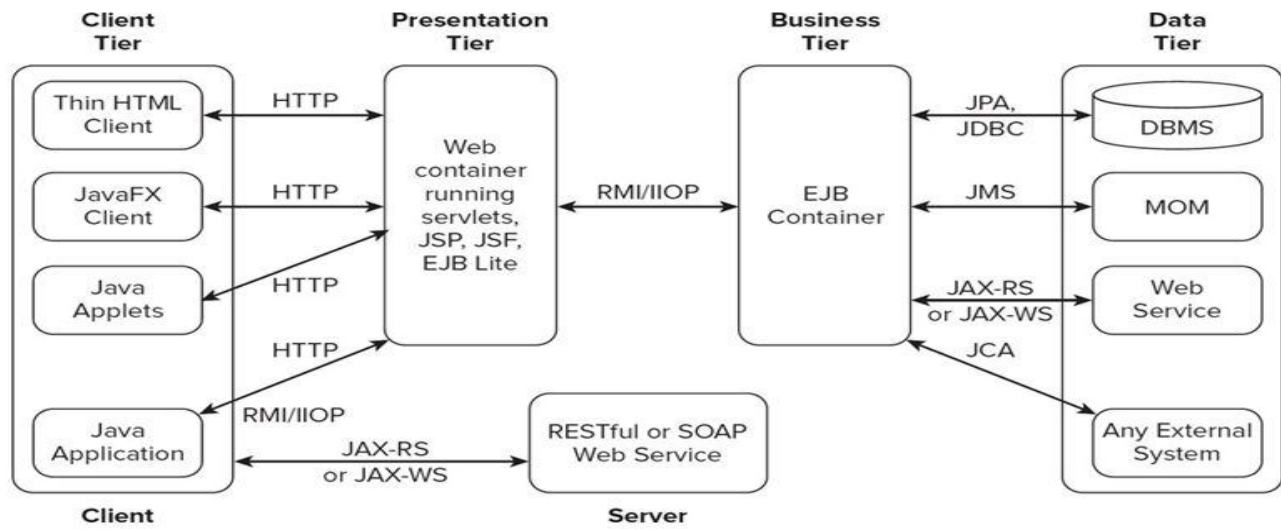 Client
Tier
Presentation
Tier
Business
Tier
Data
Tier
Thin HTML
Client
HTTP
JavaFX
Client
HTTP
Java
Applets
HTTP
HTTP
RMI/IIOP
Java
Application
JAX-RS
or JAX-WS
Web
container
running
servlets,
JSP, JSF,
EJB Lite
RMI/IIOP
RESTful or SOAP
Web Service
EJB
Container
JPA,
JDBC
DBMS
JMS
MOM
JAX-RS
or JAX-WS
Web
Service
JCA
Any External
System
Client
Server